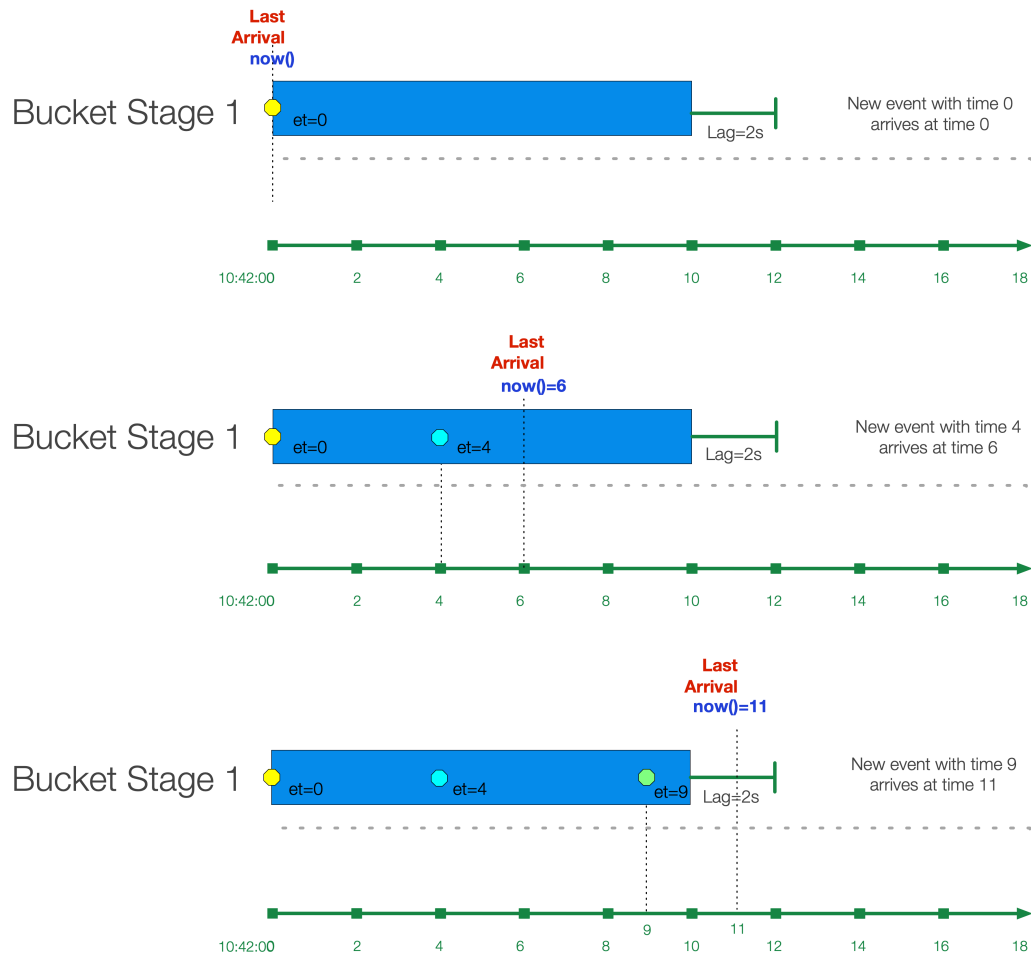 Last
Arrival
now()
Bucket Stage 1
et=0
Lag=2s
New event with time 0
arrives at time 0
10:42:00
2
4
6
8
10
12
14
16
18
Last
Arrival
now()=6
Bucket Stage 1
et=0
et=4
Lag=2s
New event with time 4
arrives at time 6
10:42:00
2
4
6
8
10
12
14
16
18
Last
Arrival
now()=11
Bucket Stage 1
et=0
et=4
et=9
Lag=2s
New event with time 9
arrives at time 11
9
11
10:42:00
2
4
6
8
10
12
14
16
18